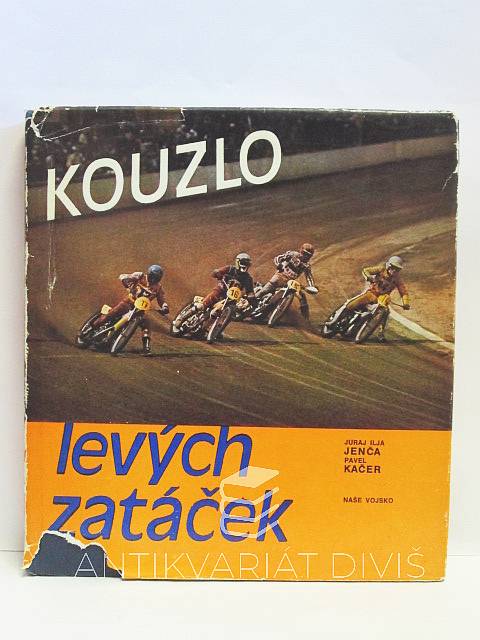 KOUZLO
levých
zatáček
JURAJ ILJA
JENČA
PAVEL
KAČER
NAŠE VOJSKO
ANTIKVARIÁT DIVIŠ